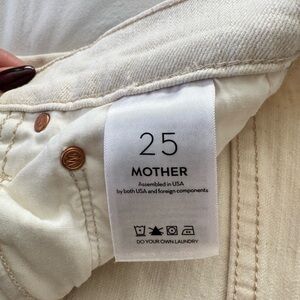 25
MOTHER
Assembled in USA
by both USA and foreign components
DO YOUR OWN LAUNDRY